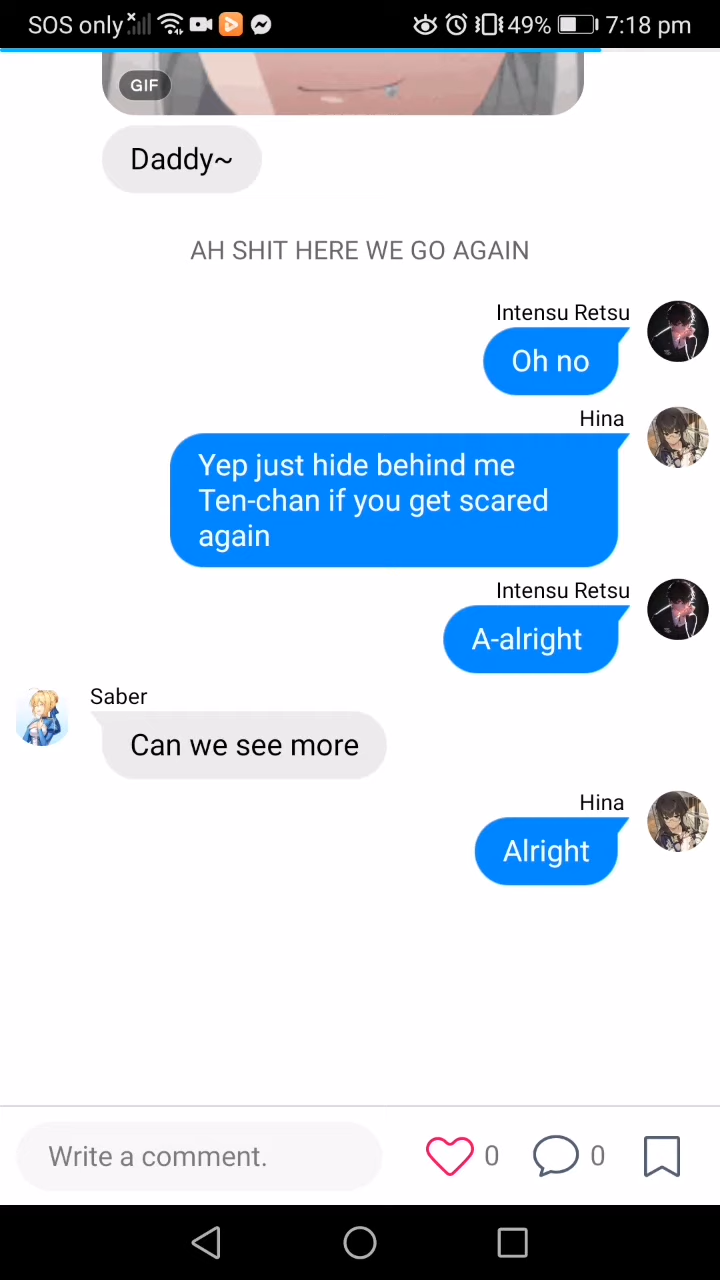 SOS only 49% 7:18 pm
GIF
Daddy~
AH SHIT HERE WE GO AGAIN
Intensu Retsu
Oh no
Hina
Yep just hide behind me
Ten-chan if you get scared
again
Intensu Retsu
A-alright
Saber
Can we see more
Hina
Alright
Write a comment.
0
0